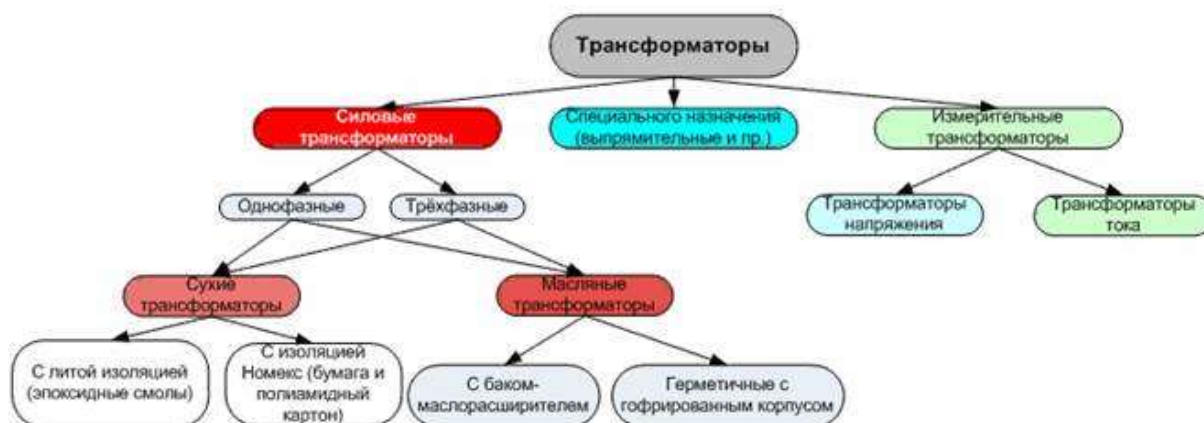 Трансформаторы
Силовые
трансформаторы
Специального назначения
(выпрямительные и пр.)
Измерительные
трансформаторы
Однофазные
Трёхфазные
Трансформаторы
напряжения
Трансформаторы
тока
Сухие
трансформаторы
Масляные
трансформаторы
С литой изоляцией
(эпоксидные смолы)
С изоляцией
Номекс (бумага и
полиамидный
картон)
С баком-
маслорасширителем
Герметичные с
гофрированным корпусом